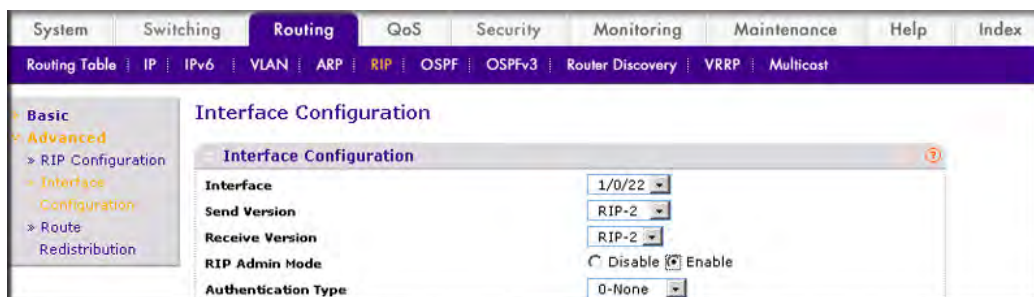 System Switching Routing QoS Security Monitoring Maintenance Help Index
Routing Table IP IPv6 VLAN ARP RIP OSPF OSPFv3 Router Discovery VRRP Multicast
Basic
Advanced
» RIP Configuration
» Interface
Configuration
» Route
Redistribution
Interface Configuration
Interface Configuration ?
Interface 1/0/22
Send Version RIP-2
Receive Version RIP-2
RIP Admin Mode Disable Enable
Authentication Type 0-None